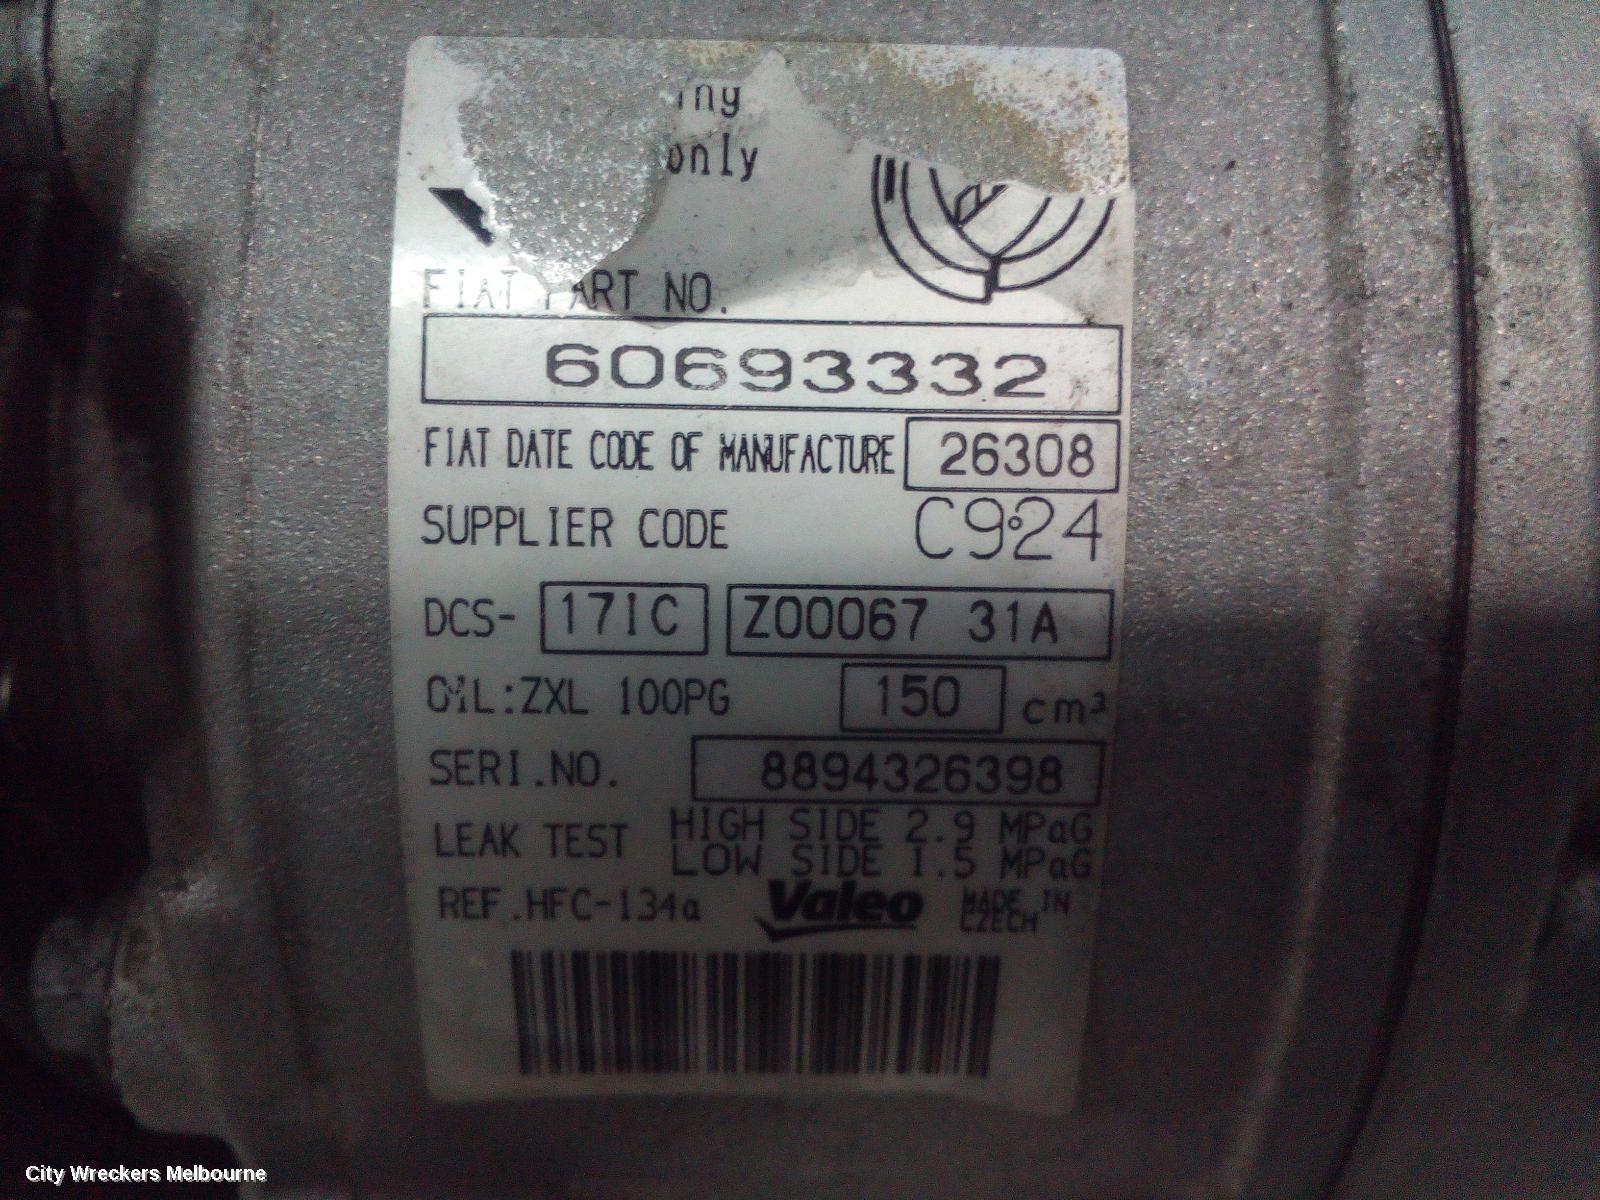 only
FIAT PART NO.
60693332
FIAT DATE CODE OF MANUFACTURE 26308
SUPPLIER CODE C924
DCS- 17IC Z00067 31A
OIL:ZXL 100PG 150 cm³
SERI.NO. 8894326398
LEAK TEST HIGH SIDE 2.9 MPaG
LOW SIDE 1.5 MPaG
REF.HFC-134a Valeo MADE IN
CZECH
City Wreckers Melbourne